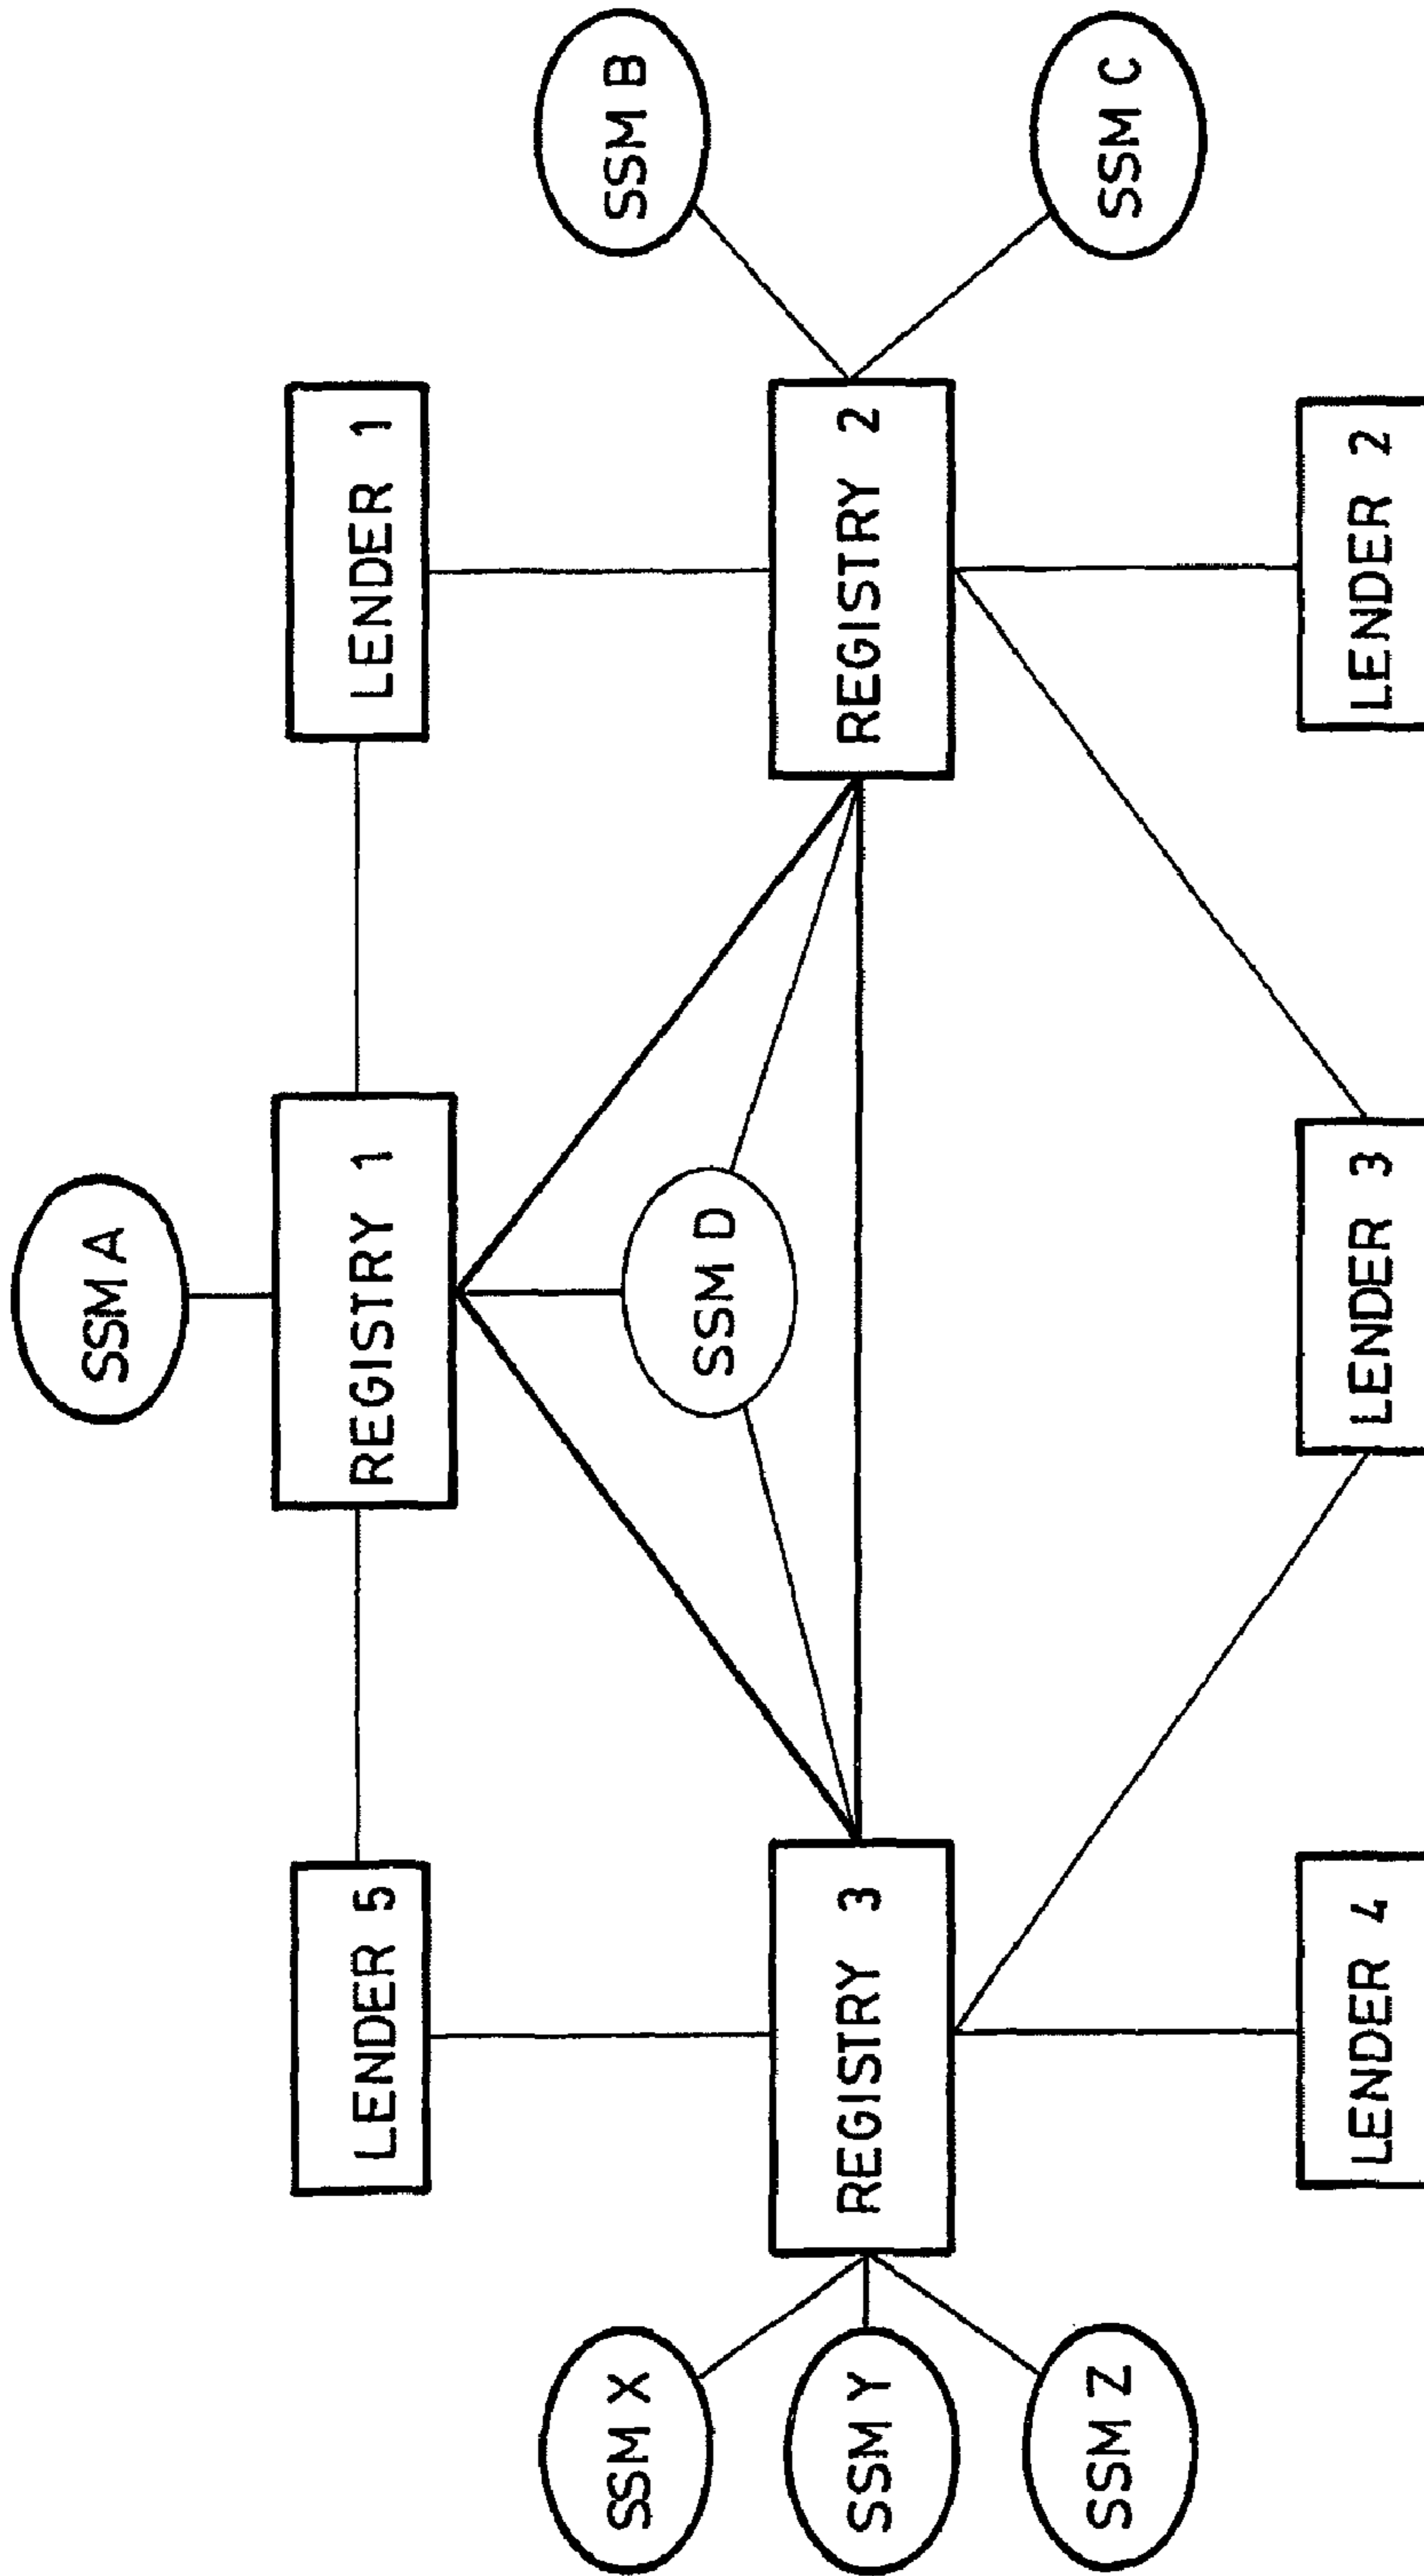 SSM A
LENDER 5
REGISTRY 1
LENDER 1
SSM X
SSM Y
SSM Z
SSM D
SSM B
SSM C
REGISTRY 3
REGISTRY 2
LENDER 4
LENDER 3
LENDER 2